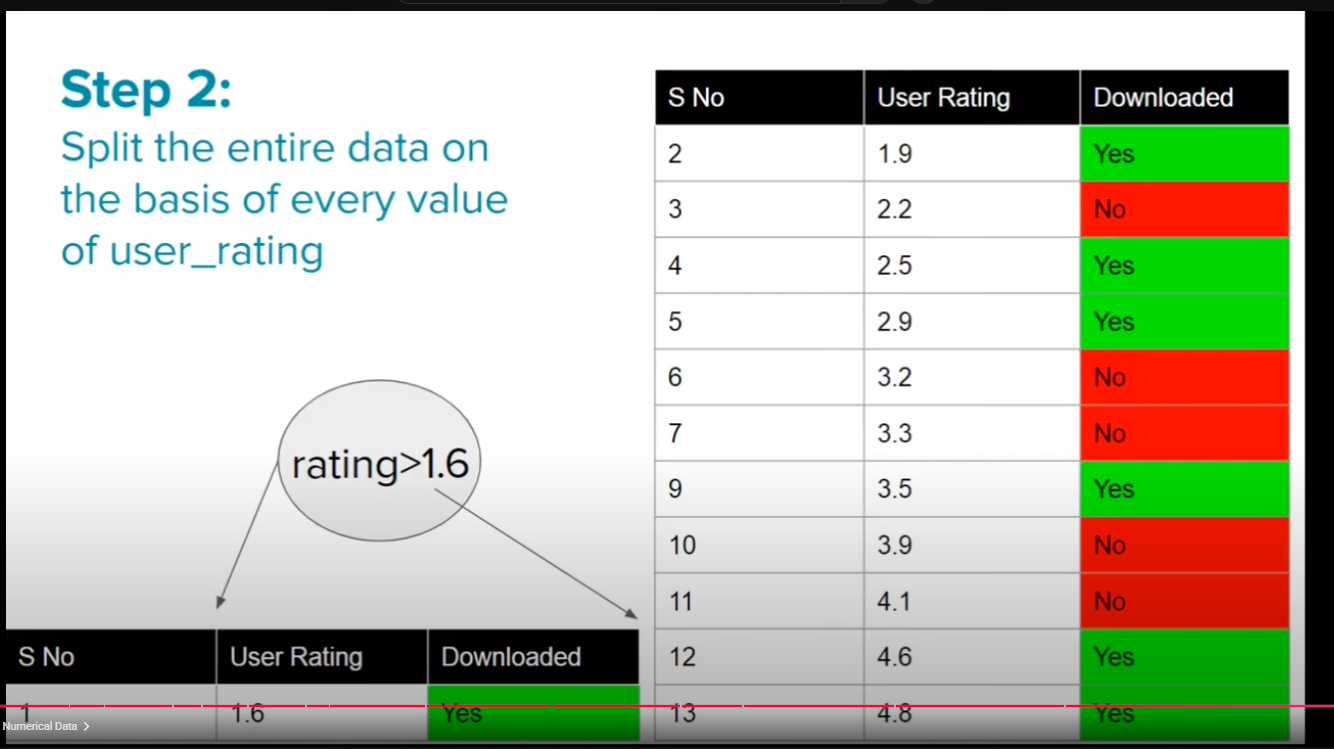 Step 2:
Split the entire data on
the basis of every value
of user_rating
rating>1.6
S No User Rating Downloaded
1 1.6 Yes
S No User Rating Downloaded
2 1.9 Yes
3 2.2 No
4 2.5 Yes
5 2.9 Yes
6 3.2 No
7 3.3 No
9 3.5 Yes
10 3.9 No
11 4.1 No
12 4.6 Yes
13 4.8 Yes
Numerical Data